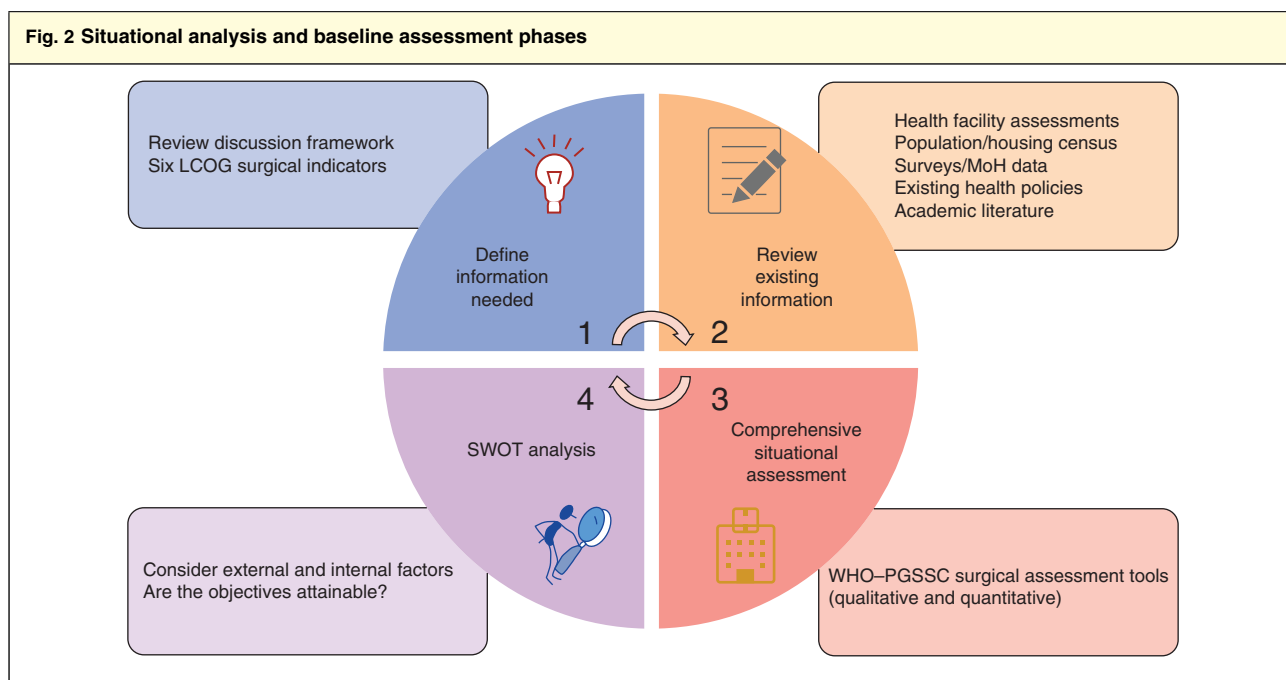 Fig. 2 Situational analysis and baseline assessment phases
Review discussion framework
Six LCOG surgical indicators
Define
information
needed
1
Health facility assessments
Population/housing census
Surveys/MoH data
Existing health policies
Academic literature
Review
existing
information
2
Comprehensive
situational
assessment
3
WHO–PGSSC surgical assessment tools
(qualitative and quantitative)
SWOT analysis
4
Consider external and internal factors
Are the objectives attainable?